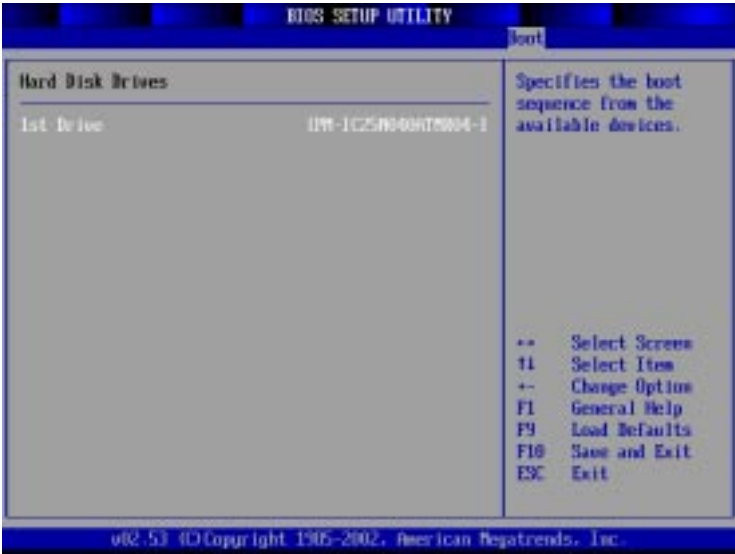 BIOS SETUP UTILITY
Boot
Hard Disk Drives
1st Drive
Specifies the boot
sequence from the
available devices.
Select Screen
↑↓ Select Item
+- Change Option
F1 General Help
F9 Load Defaults
F10 Save and Exit
ESC Exit
v02.53 (C)Copyright 1985-2002, American Megatrends, Inc.